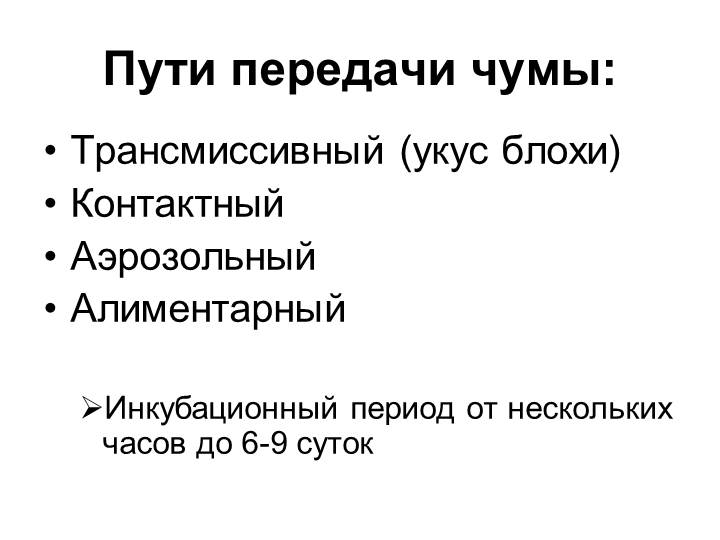 Пути передачи чумы:
• Трансмиссивный (укус блохи)
• Контактный
• Аэрозольный
• Алиментарный
➢Инкубационный период от нескольких
часов до 6-9 суток